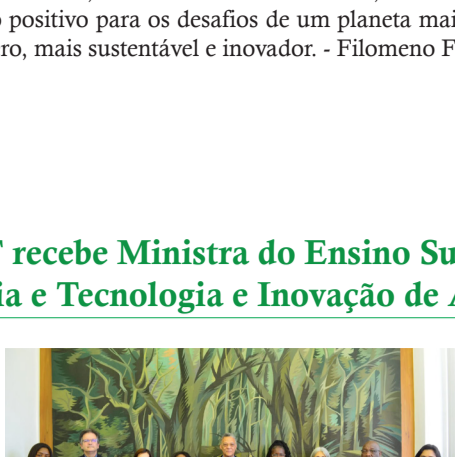 o positivo para os desafios de um planeta mai
ro, mais sustentável e inovador. - Filomeno F
recebe Ministra do Ensino Su
ia e Tecnologia e Inovação de A